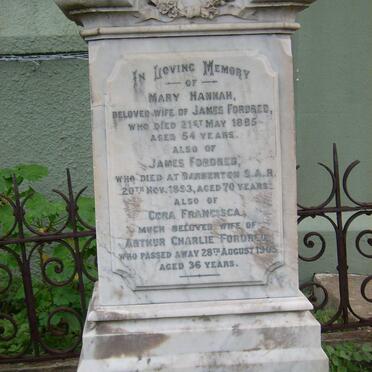 IN LOVING MEMORY
OF
MARY HANNAH,
BELOVED WIFE OF JAMES FORDRED,
WHO DIED 21ST MAY 1885
AGED 54 YEARS.
ALSO OF
JAMES FORDRED,
WHO DIED AT BARBERTON S.A.R.
20TH NOV. 1893, AGED 70 YEARS.
ALSO OF
CORA FRANCISCA,
MUCH BELOVED WIFE OF
ARTHUR CHARLIE FORDRED
WHO PASSED AWAY 28TH AUGUST 1905
AGED 36 YEARS.